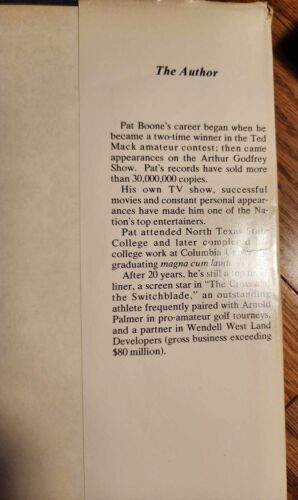 The Author
Pat Boone's career began when he
became a two-time winner in the Ted
Mack amateur contest; then came
appearances on the Arthur Godfrey
Show. Pat's records have sold more
than 30,000,000 copies.
His own TV show, successful
movies and constant personal appear-
ances have made him one of the Na-
tion's top entertainers.
Pat attended North Texas State
College and later completed
college work at Columbia
graduating magna cum laude
After 20 years, he's still a
liner, a screen star in "The Cross
the Switchblade," an outstanding
athlete frequently paired with Arnold
Palmer in pro-amateur golf tourneys,
and a partner in Wendell West Land
Developers (gross business exceeding
$80 million).